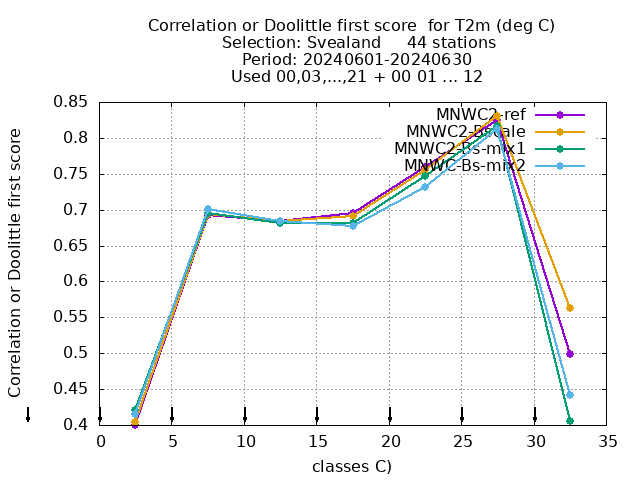 Correlation or Doolittle first score  for T2m (deg C)
Selection: Svealand     44 stations
Period: 20240601-20240630
Used 00,03,...,21 + 00 01 ... 12
Correlation or Doolittle first score
0.85
0.8
0.75
0.7
0.65
0.6
0.55
0.5
0.45
0.4
MNWC2-ref
MNWC2-Bs-mix1
MNWC-Bs-mix2
0 5 10 15 20 25 30 35
classes C)